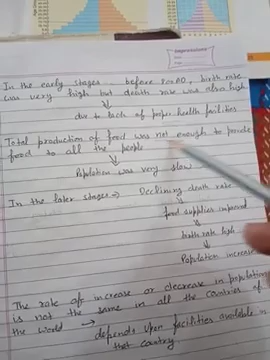 In the early stages before 2000, birth rate
was very high but death rate was also high.
due to lack of proper health facilities
Total production of food was not enough to provide
food to all the people
Population was very slow
In the later stages → Declining death rate
food supplies improved
birth rate high
Population increase
The rate of increase or decrease in population
is not the same in all the countries of
the world → depends upon facilities available in
that country